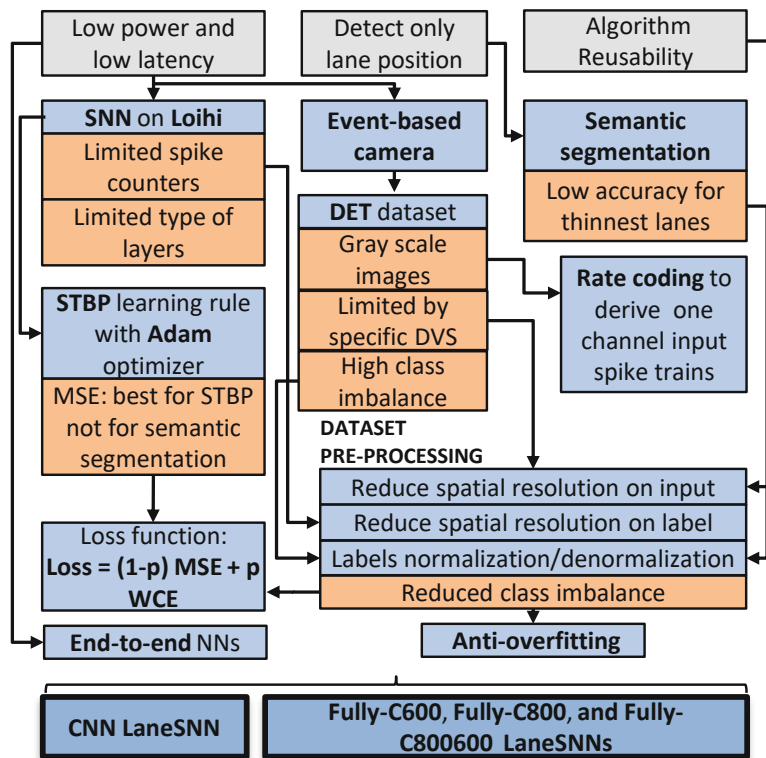 Low power and
low latency
Detect only
lane position
Algorithm
Reusability
SNN on Loihi
Limited spike
counters
Limited type of
layers
Event-based
camera
Semantic
segmentation
Low accuracy for
thinnest lanes
DET dataset
Gray scale
images
Limited by
specific DVS
High class
imbalance
Rate coding to
derive one
channel input
spike trains
STBP learning rule
with Adam
optimizer
MSE: best for STBP
not for semantic
segmentation
DATASET
PRE-PROCESSING
Reduce spatial resolution on input
Reduce spatial resolution on label
Labels normalization/denormalization
Reduced class imbalance
Loss function:
Loss = (1-p) MSE + p
WCE
End-to-end NNs
Anti-overfitting
CNN LaneSNN
Fully-C600, Fully-C800, and Fully-
C800600 LaneSNNs